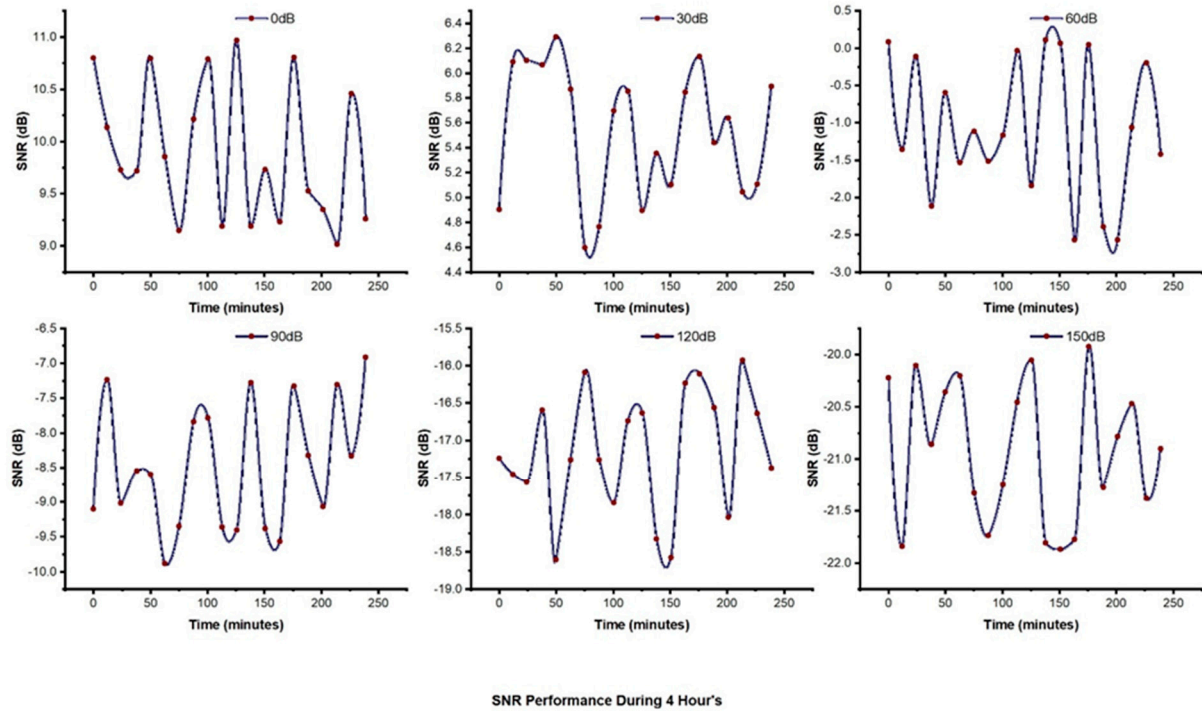 0dB
11.0
10.5
10.0
9.5
9.0
SNR (dB)
0 50 100 150 200 250
Time (minutes)
30dB
6.4
6.2
6.0
5.8
5.6
5.4
5.2
5.0
4.8
4.6
4.4
SNR (dB)
0 50 100 150 200 250
Time (minutes)
60dB
0.5
0.0
-0.5
-1.0
-1.5
-2.0
-2.5
-3.0
SNR (dB)
0 50 100 150 200 250
Time (minutes)
90dB
-6.5
-7.0
-7.5
-8.0
-8.5
-9.0
-9.5
-10.0
SNR (dB)
0 50 100 150 200 250
Time (minutes)
120dB
-15.5
-16.0
-16.5
-17.0
-17.5
-18.0
-18.5
-19.0
SNR (dB)
0 50 100 150 200 250
Time (minutes)
150dB
-20.0
-20.5
-21.0
-21.5
-22.0
SNR (dB)
0 50 100 150 200 250
Time (minutes)
SNR Performance During 4 Hour's